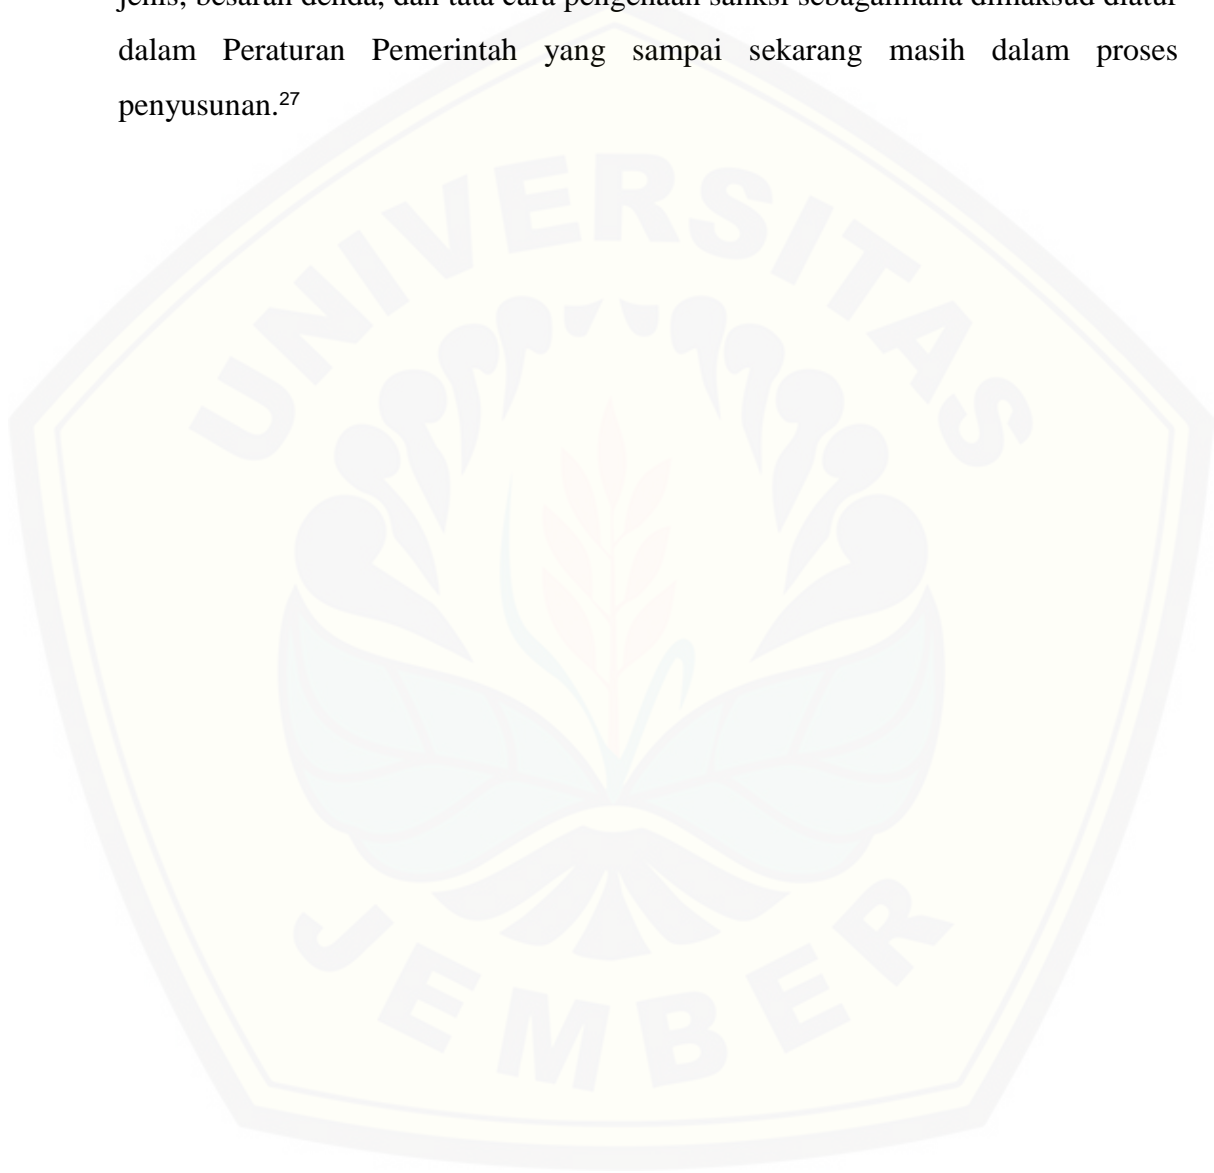 jenis, besaran denda, dan tata cara pengenaan sanksi sebagaimana dimaksud diatur
dalam Peraturan Pemerintah yang sampai sekarang masih dalam proses
penyusunan.27
UNIVERSITAS
JEMBER